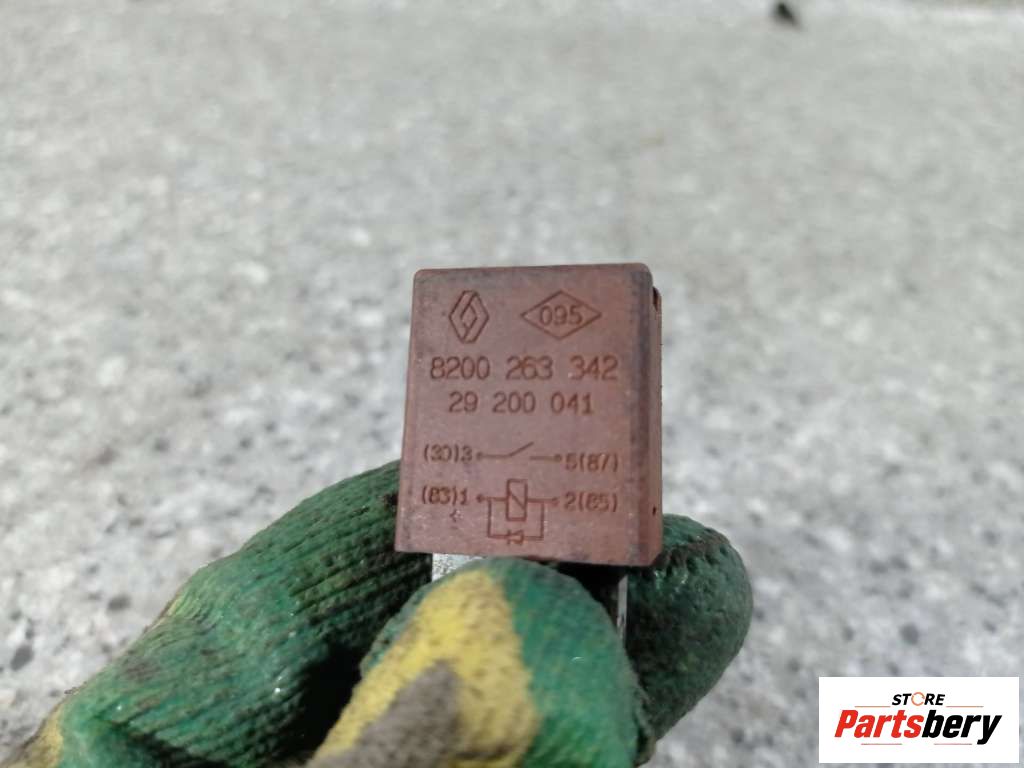 095
8200 263 342
29 200 041
(30)3 5(87)
(83)1 2(85)
STORE
Partsbery